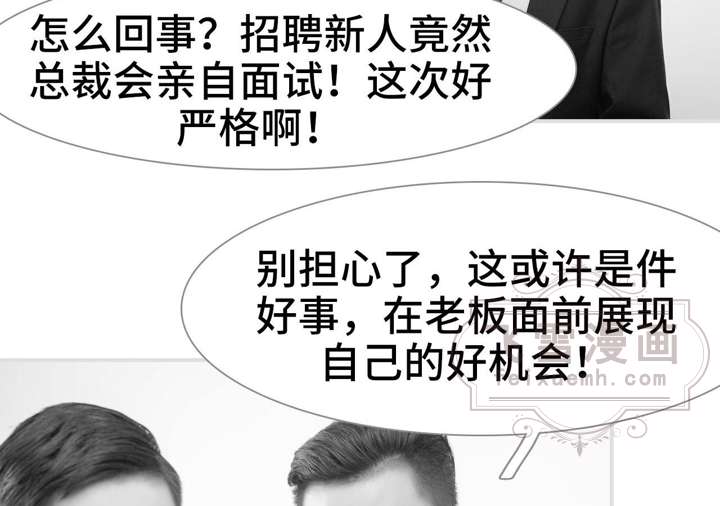 怎么回事？招聘新人竟然
总裁会亲自面试！这次好
严格啊！
别担心了，这或许是件
好事，在老板面前展现
自己的好机会！
飞雪漫画
feixuemh.com